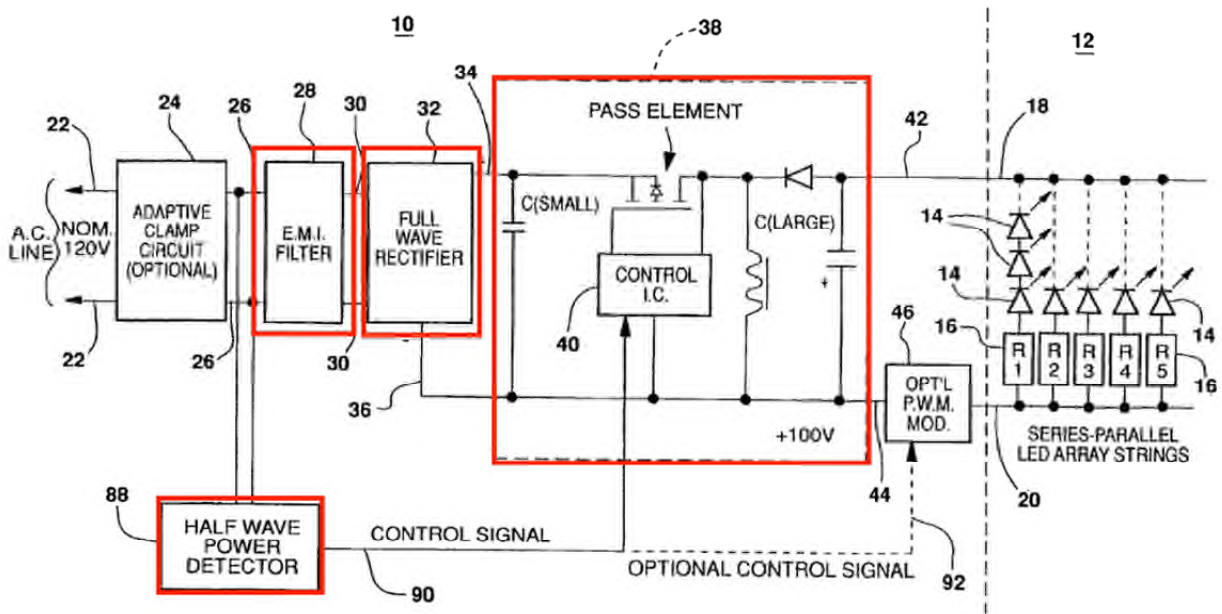 10
38
12
24
26
28
30
32
34
PASS ELEMENT
42
18
22
A.C.
LINE
NOM.
120V
ADAPTIVE
CLAMP
CIRCUIT
(OPTIONAL)
E.M.I.
FILTER
FULL
WAVE
RECTIFIER
C(SMALL)
CONTROL
I.C.
C(LARGE)
+
14
14
14
22
26
30
40
36
46
16
R
1
R
2
R
3
R
4
R
5
16
OPT'L
P.W.M.
MOD.
+100V
44
20
SERIES-PARALLEL
LED ARRAY STRINGS
88
HALF WAVE
POWER
DETECTOR
CONTROL SIGNAL
90
OPTIONAL CONTROL SIGNAL
92